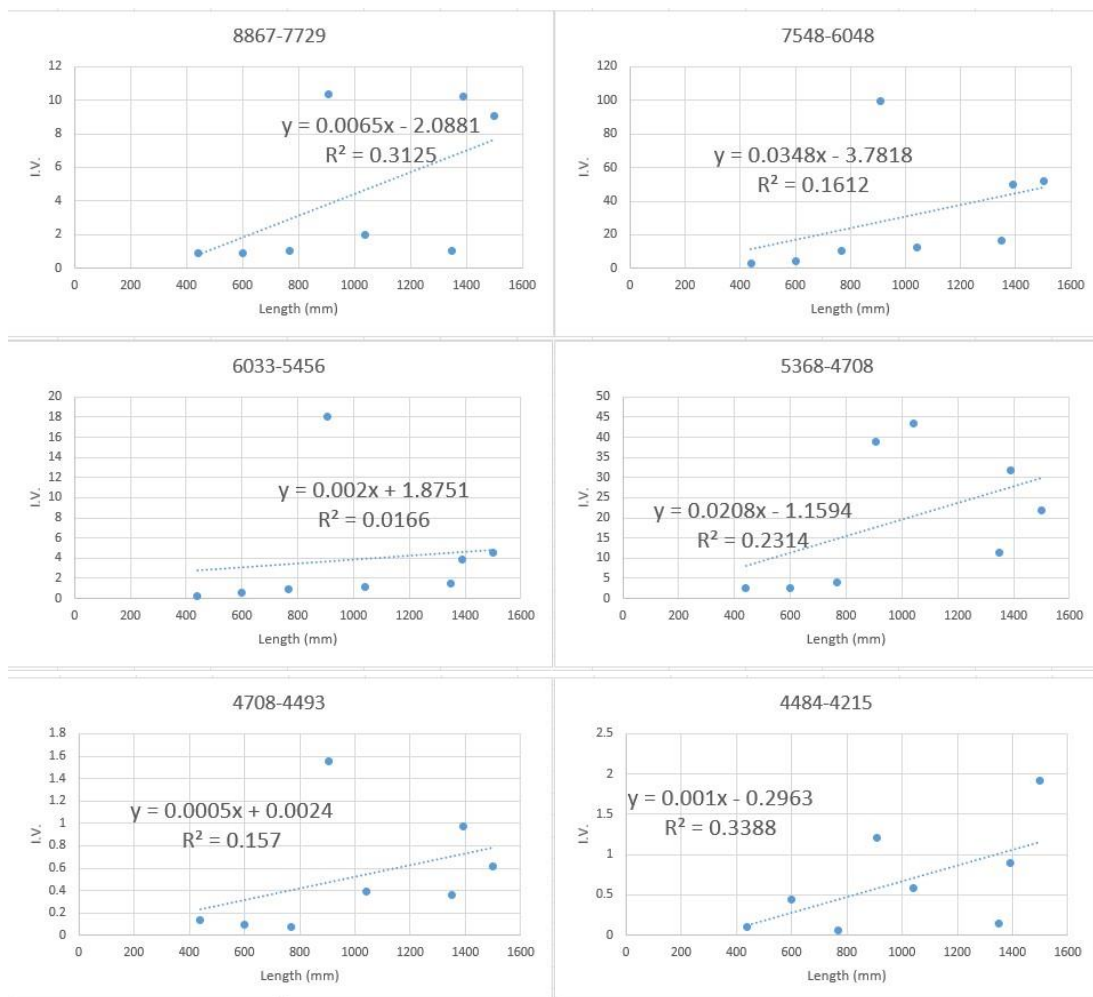 8867-7729
12
10
8
6
4
2
0
I.V.
y = 0.0065x - 2.0881
R² = 0.3125
0 200 400 600 800 1000 1200 1400 1600
Length (mm)
7548-6048
120
100
80
60
40
20
0
I.V.
y = 0.0348x - 3.7818
R² = 0.1612
0 200 400 600 800 1000 1200 1400 1600
Length (mm)
6033-5456
20
18
16
14
12
10
8
6
4
2
0
I.V.
y = 0.002x + 1.8751
R² = 0.0166
0 200 400 600 800 1000 1200 1400 1600
Length (mm)
5368-4708
50
45
40
35
30
25
20
15
10
5
0
I.V.
y = 0.0208x - 1.1594
R² = 0.2314
0 200 400 600 800 1000 1200 1400 1600
Length (mm)
4708-4493
1.8
1.6
1.4
1.2
1
0.8
0.6
0.4
0.2
0
I.V.
y = 0.0005x + 0.0024
R² = 0.157
0 200 400 600 800 1000 1200 1400 1600
Length (mm)
4484-4215
2.5
2
1.5
1
0.5
0
I.V.
y = 0.001x - 0.2963
R² = 0.3388
0 200 400 600 800 1000 1200 1400 1600
Length (mm)